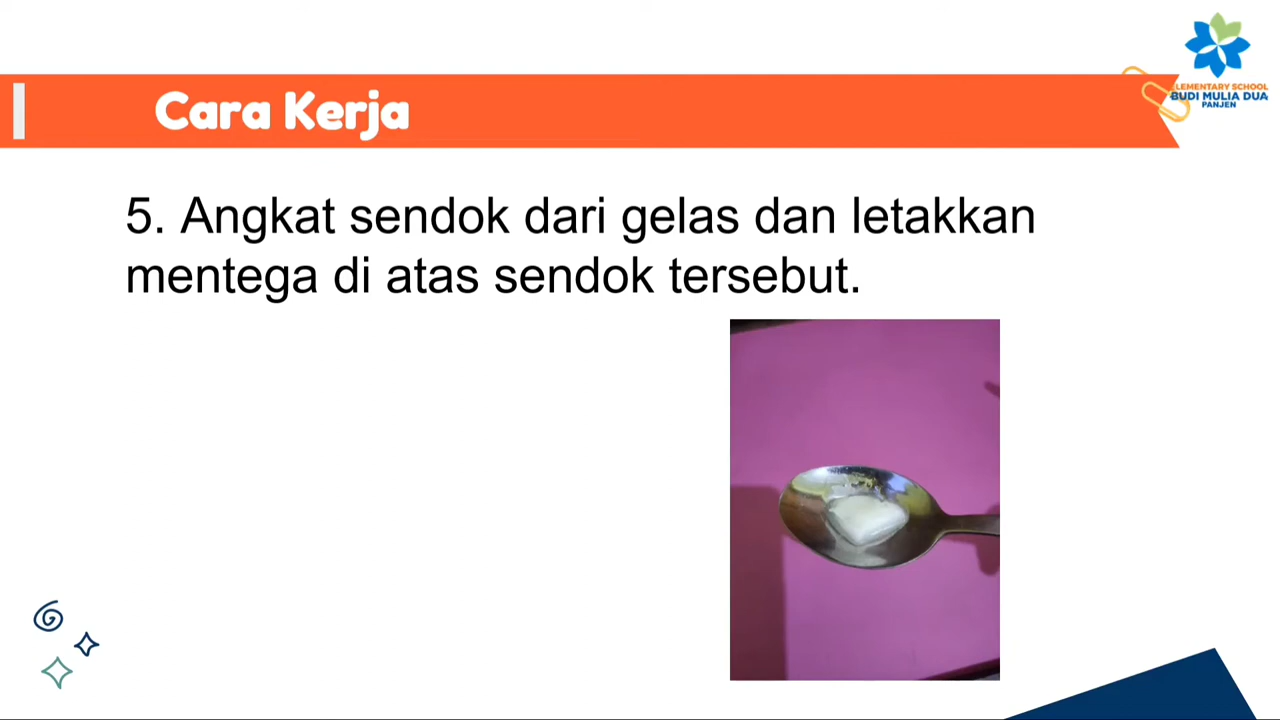 LEMENTARY SCHOOL
BUDI MULIA DUA
PANJEN
Cara Kerja
5. Angkat sendok dari gelas dan letakkan
mentega di atas sendok tersebut.